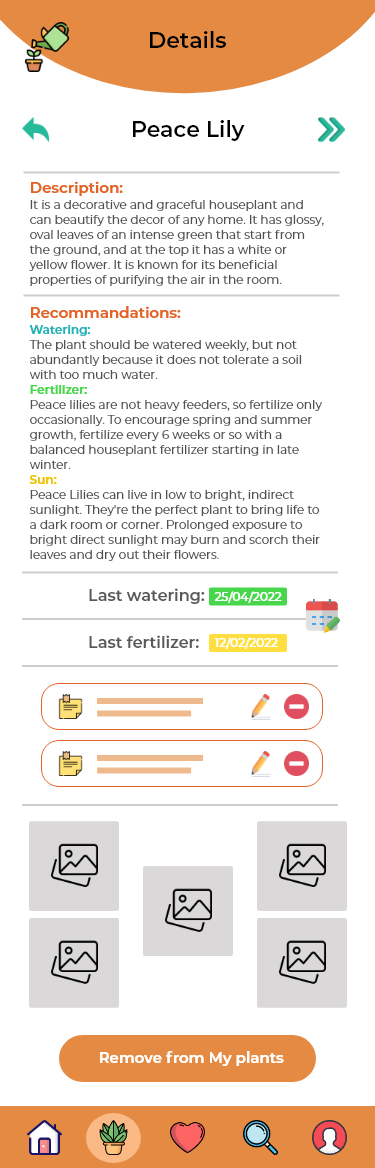 Details
Peace Lily
Description:
It is a decorative and graceful houseplant and
can beautify the decor of any home. It has glossy,
oval leaves of an intense green that start from
the ground, and at the top it has a white or
yellow flower. It is known for its beneficial
properties of purifying the air in the room.
Recommandations:
Watering:
The plant should be watered weekly, but not
abundantly because it does not tolerate a soil
with too much water.
Fertilizer:
Peace lilies are not heavy feeders, so fertilize only
occasionally. To encourage spring and summer
growth, fertilize every 6 weeks or so with a
balanced houseplant fertilizer starting in late
winter.
Sun:
Peace Lilies can live in low to bright, indirect
sunlight. They're the perfect plant to bring life to
a dark room or corner. Prolonged exposure to
bright direct sunlight may burn and scorch their
leaves and dry out their flowers.
Last watering: 25/04/2022
Last fertilizer: 12/02/2022
Remove from My plants